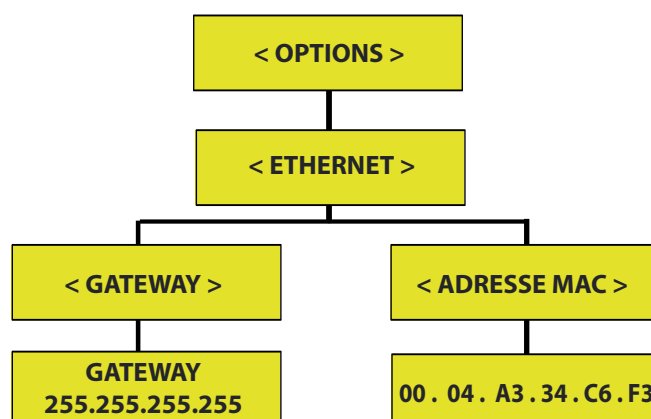 < OPTIONS >
< ETHERNET >
< GATEWAY >
< ADRESSE MAC >
GATEWAY
255.255.255.255
00 . 04 . A3 . 34 . C6 . F3